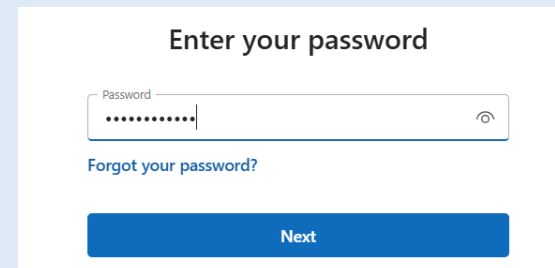 Enter your password
Password
••••••••••••
Forgot your password?
Next